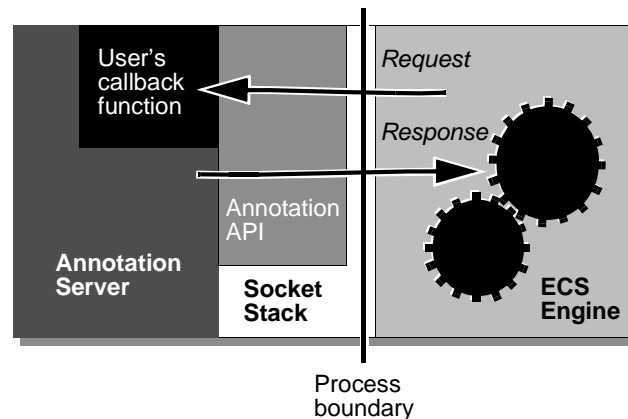 User's
callback
function
Request
Response
Annotation
API
Annotation
Server
Socket
Stack
ECS
Engine
Process
boundary